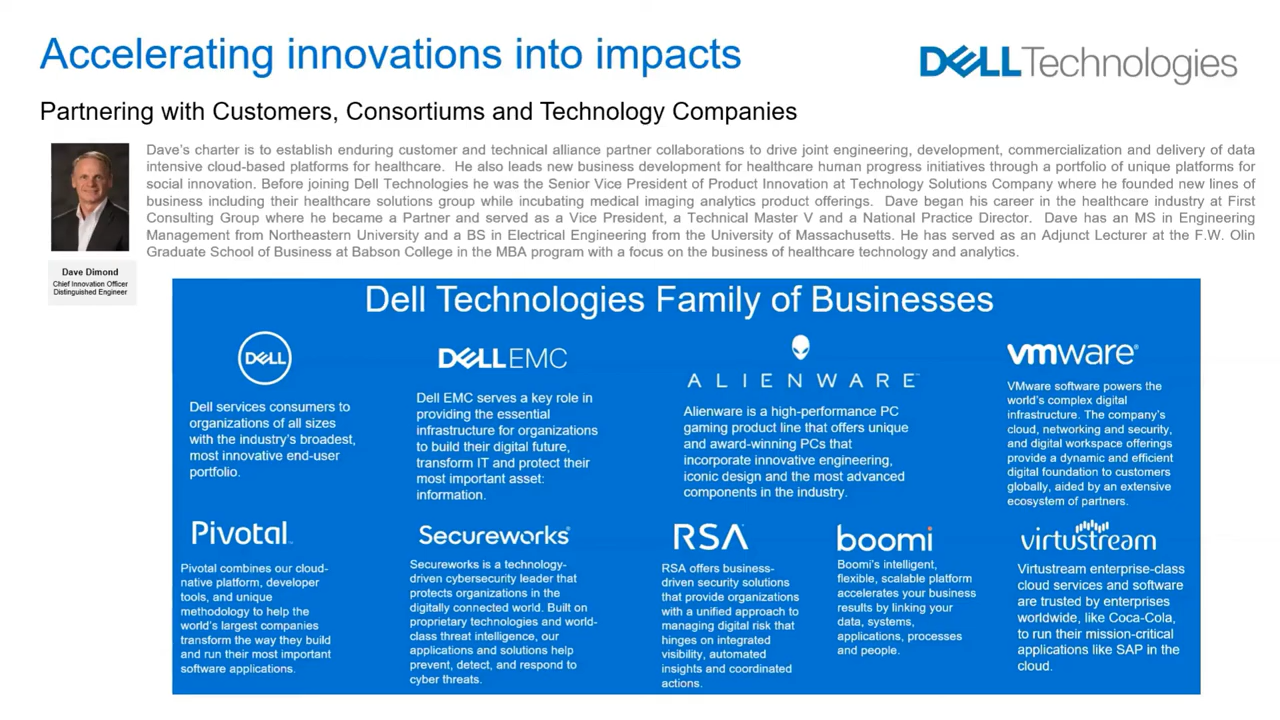 Accelerating innovations into impacts
DELL Technologies
Partnering with Customers, Consortiums and Technology Companies
Dave's charter is to establish enduring customer and technical alliance partner collaborations to drive joint engineering, development, commercialization and delivery of data
intensive cloud-based platforms for healthcare. He also leads new business development for healthcare human progress initiatives through a portfolio of unique platforms for
social innovation. Before joining Dell Technologies he was the Senior Vice President of Product Innovation at Technology Solutions Company where he founded new lines of
business including their healthcare solutions group while incubating medical imaging analytics product offerings. Dave began his career in the healthcare industry at First
Consulting Group where he became a Partner and served as a Vice President, a Technical Master V and a National Practice Director. Dave has an MS in Engineering
Management from Northeastern University and a BS in Electrical Engineering from the University of Massachusetts. He has served as an Adjunct Lecturer at the F.W. Olin
Graduate School of Business at Babson College in the MBA program with a focus on the business of healthcare technology and analytics.
Dave Dimond
Chief Innovation Officer
Distinguished Engineer
Dell Technologies Family of Businesses
DELL
Dell services consumers to
organizations of all sizes
with the industry's broadest,
most innovative end-user
portfolio.
DELL EMC
Dell EMC serves a key role in
providing the essential
infrastructure for organizations
to build their digital future,
transform IT and protect their
most important asset:
information.
ALIENWARE™
Alienware is a high-performance PC
gaming product line that offers unique
and award-winning PCs that
incorporate innovative engineering,
iconic design and the most advanced
components in the industry.
vmware®
VMware software powers the
world's complex digital
infrastructure. The company's
cloud, networking and security,
and digital workspace offerings
provide a dynamic and efficient
digital foundation to customers
globally, aided by an extensive
ecosystem of partners.
Pivotal
Pivotal combines our cloud-
native platform, developer
tools, and unique
methodology to help the
world's largest companies
transform the way they build
and run their most important
software applications.
Secureworks®
Secureworks is a technology-
driven cybersecurity leader that
protects organizations in the
digitally connected world. Built on
proprietary technologies and world-
class threat intelligence, our
applications and solutions help
prevent, detect, and respond to
cyber threats.
RSA
RSA offers business-
driven security solutions
that provide organizations
with a unified approach to
managing digital risk that
hinges on integrated
visibility, automated
insights and coordinated
actions.
boomi
Boomi's intelligent,
flexible, scalable platform
accelerates your business
results by linking your
data, systems,
applications, processes
and people.
virtustream
Virtustream enterprise-class
cloud services and software
are trusted by enterprises
worldwide, like Coca-Cola,
to run their mission-critical
applications like SAP in the
cloud.